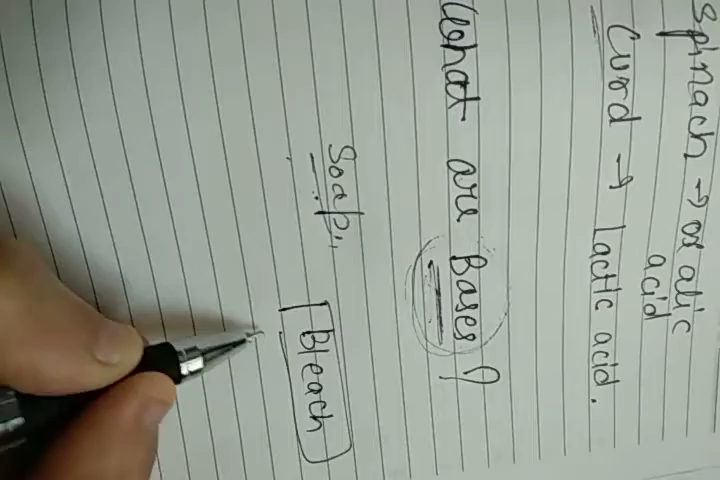 Spinach → oxalic
acid
Curd → Lactic acid.
What are Bases?
Soap,
Bleach